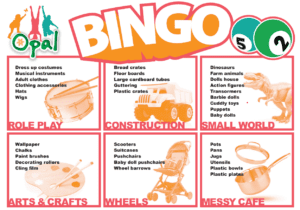 Opal
BINGO
5
2
Dress up costumes
Musical instruments
Adult clothes
Clothing accessories
Hats
Wigs
ROLE PLAY
Bread crates
Floor boards
Large cardboard tubes
Guttering
Plastic crates
CONSTRUCTION
Dinosaurs
Farm animals
Dolls house
Action figures
Transformers
Barbie dolls
Cuddly toys
Puppets
Baby dolls
SMALL WORLD
Wallpaper
Chalks
Paint brushes
Decorating rollers
Cling film
ARTS & CRAFTS
Scooters
Suitcases
Pushchairs
Baby doll pushchairs
Wheel barrows
WHEELS
Pots
Pans
Jugs
Utensils
Plastic bowls
Plastic plates
MESSY CAFE